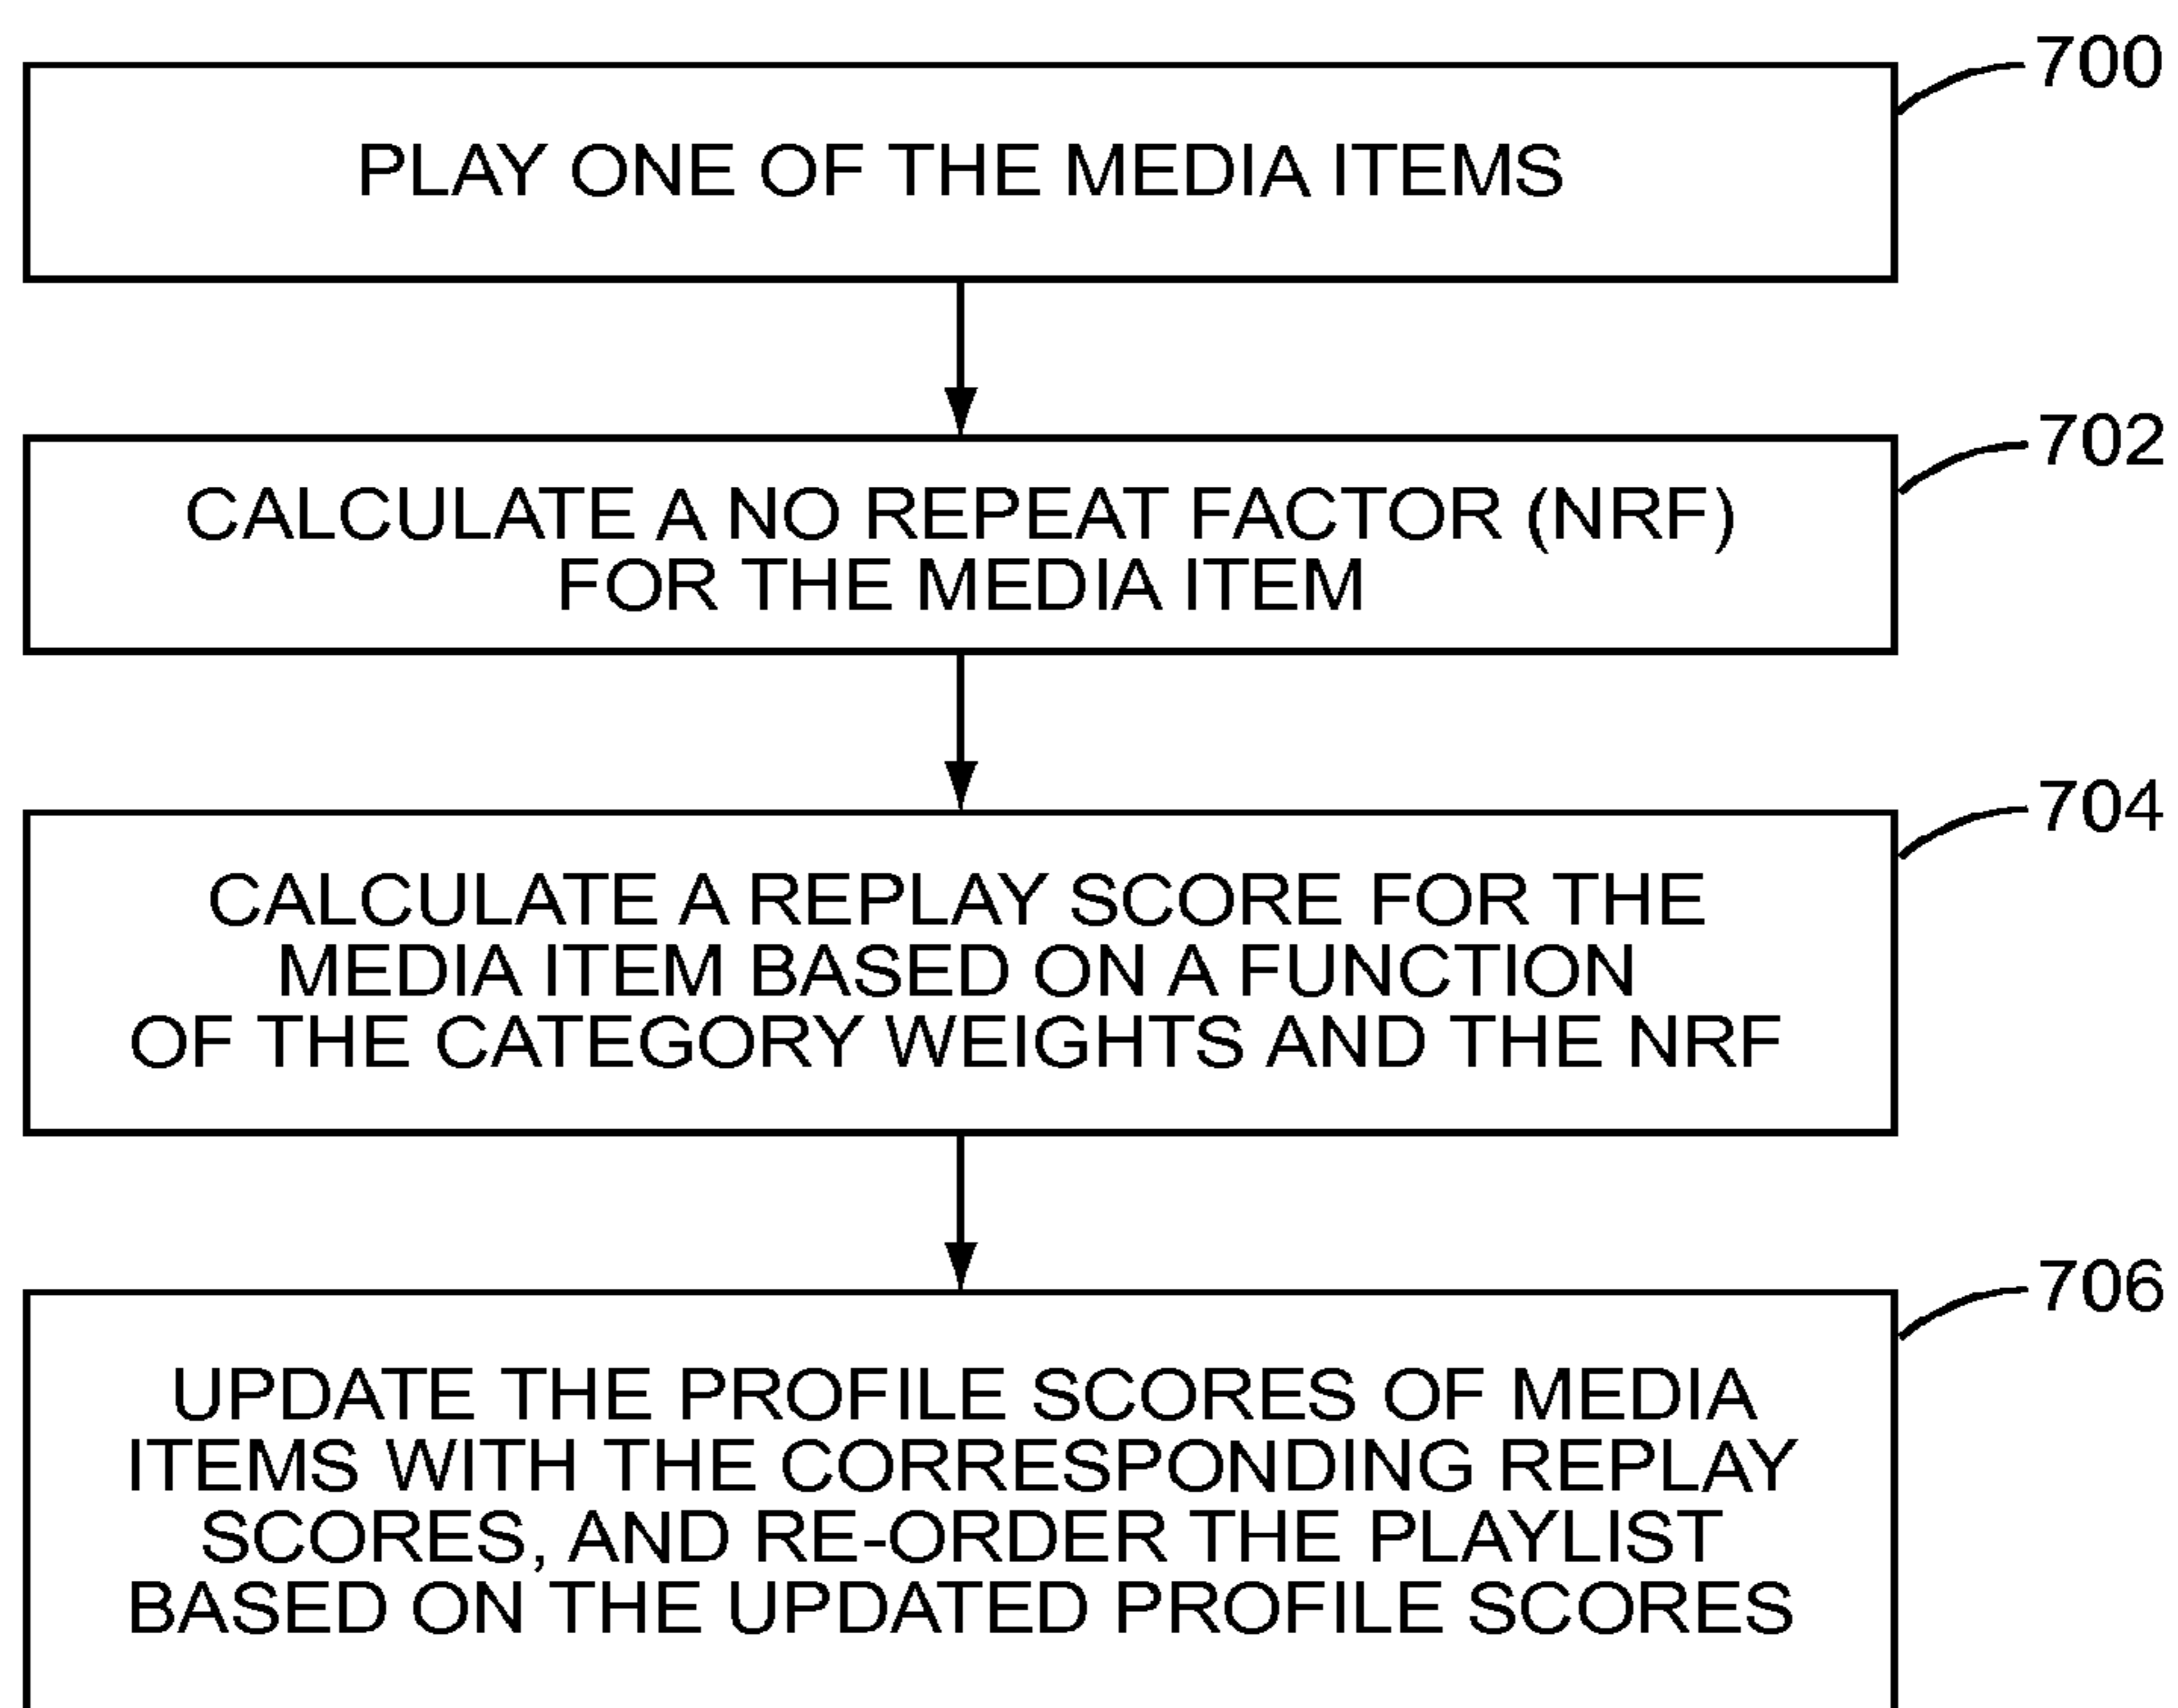 700
PLAY ONE OF THE MEDIA ITEMS
702
CALCULATE A NO REPEAT FACTOR (NRF)
FOR THE MEDIA ITEM
704
CALCULATE A REPLAY SCORE FOR THE
MEDIA ITEM BASED ON A FUNCTION
OF THE CATEGORY WEIGHTS AND THE NRF
706
UPDATE THE PROFILE SCORES OF MEDIA
ITEMS WITH THE CORRESPONDING REPLAY
SCORES, AND RE-ORDER THE PLAYLIST
BASED ON THE UPDATED PROFILE SCORES